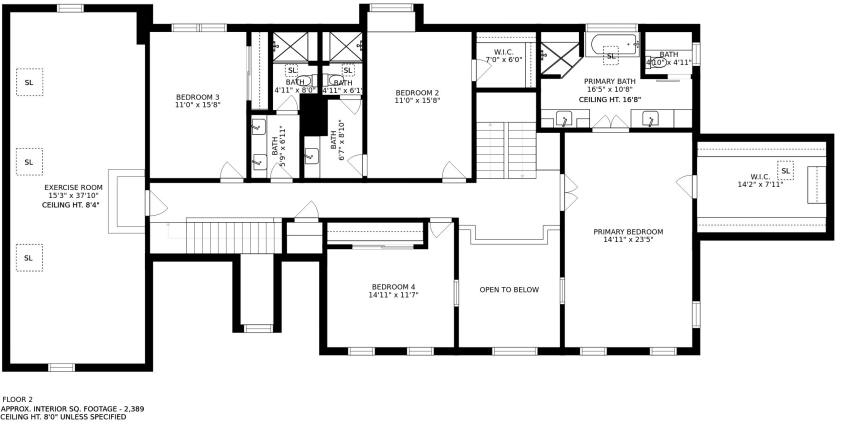 SL
SL
SL
EXERCISE ROOM
15'3" x 37'10"
CEILING HT. 8'4"
BEDROOM 3
11'0" x 15'8"
SL
BATH
4'11" x 8'0"
SL
BATH
4'11" x 6'1"
BATH
5'9" x 6'11"
BATH
6'7" x 8'10"
BEDROOM 2
11'0" x 15'8"
W.I.C.
7'0" x 6'0"
SL
PRIMARY BATH
16'5" x 10'8"
CEILING HT. 16'8"
BATH
4'10" x 4'11"
W.I.C.
14'2" x 7'11"
SL
PRIMARY BEDROOM
14'11" x 23'5"
BEDROOM 4
14'11" x 11'7"
OPEN TO BELOW
FLOOR 2
APPROX. INTERIOR SQ. FOOTAGE - 2,389
CEILING HT. 8'0" UNLESS SPECIFIED